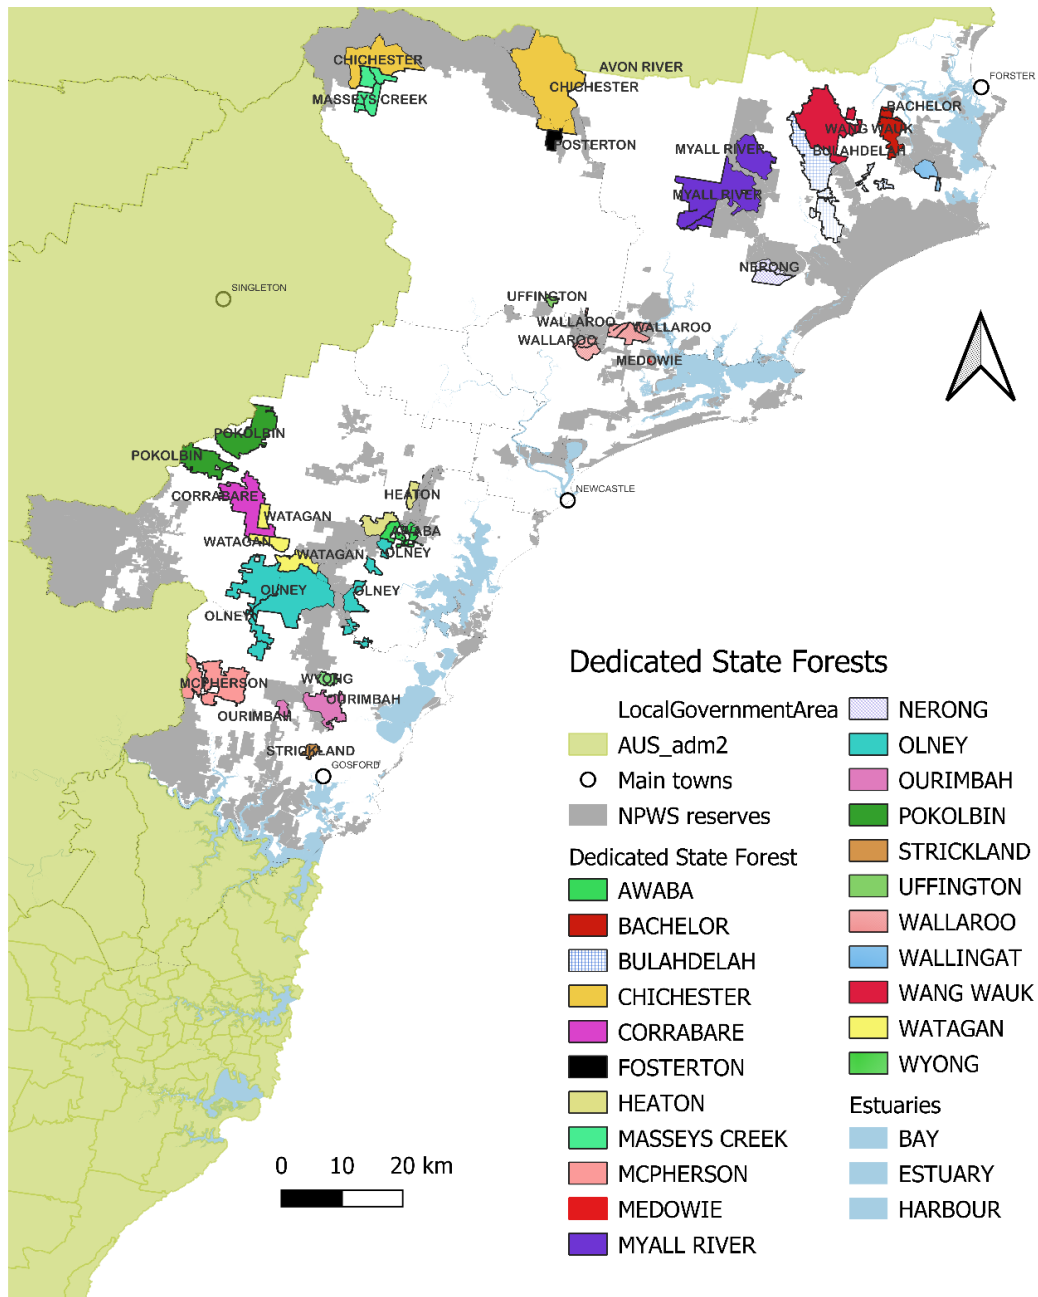 CHICHESTER
AVON RIVER
FORSTER
CHICHESTER
MASSEYS CREEK
BACHELOR
WANG WAUK
FOSTERTON
MYALL RIVER
BULAHDELAH
MYALL RIVER
NERONG
SINGLETON
UFFINGTON
WALLAROO
WALLAROO
WALLAROO
MEDOWIE
POKOLBIN
POKOLBIN
CORRABARE
HEATON
NEWCASTLE
WATAGAN
AWABA
WATAGAN
WATAGAN
OLNEY
OLNEY
OLNEY
OLNEY
MCPHERSON
WYONG
OURIMBAH
OURIMBAH
STRICKLAND
GOSFORD
Dedicated State Forests
LocalGovernmentArea
AUS_adm2
Main towns
NPWS reserves
Dedicated State Forest
AWABA
BACHELOR
BULAHDELAH
CHICHESTER
CORRABARE
FOSTERTON
HEATON
MASSEYS CREEK
MCPHERSON
MEDOWIE
MYALL RIVER
NERONG
OLNEY
OURIMBAH
POKOLBIN
STRICKLAND
UFFINGTON
WALLAROO
WALLINGAT
WANG WAUK
WATAGAN
WYONG
Estuaries
BAY
ESTUARY
HARBOUR
0 10 20 km